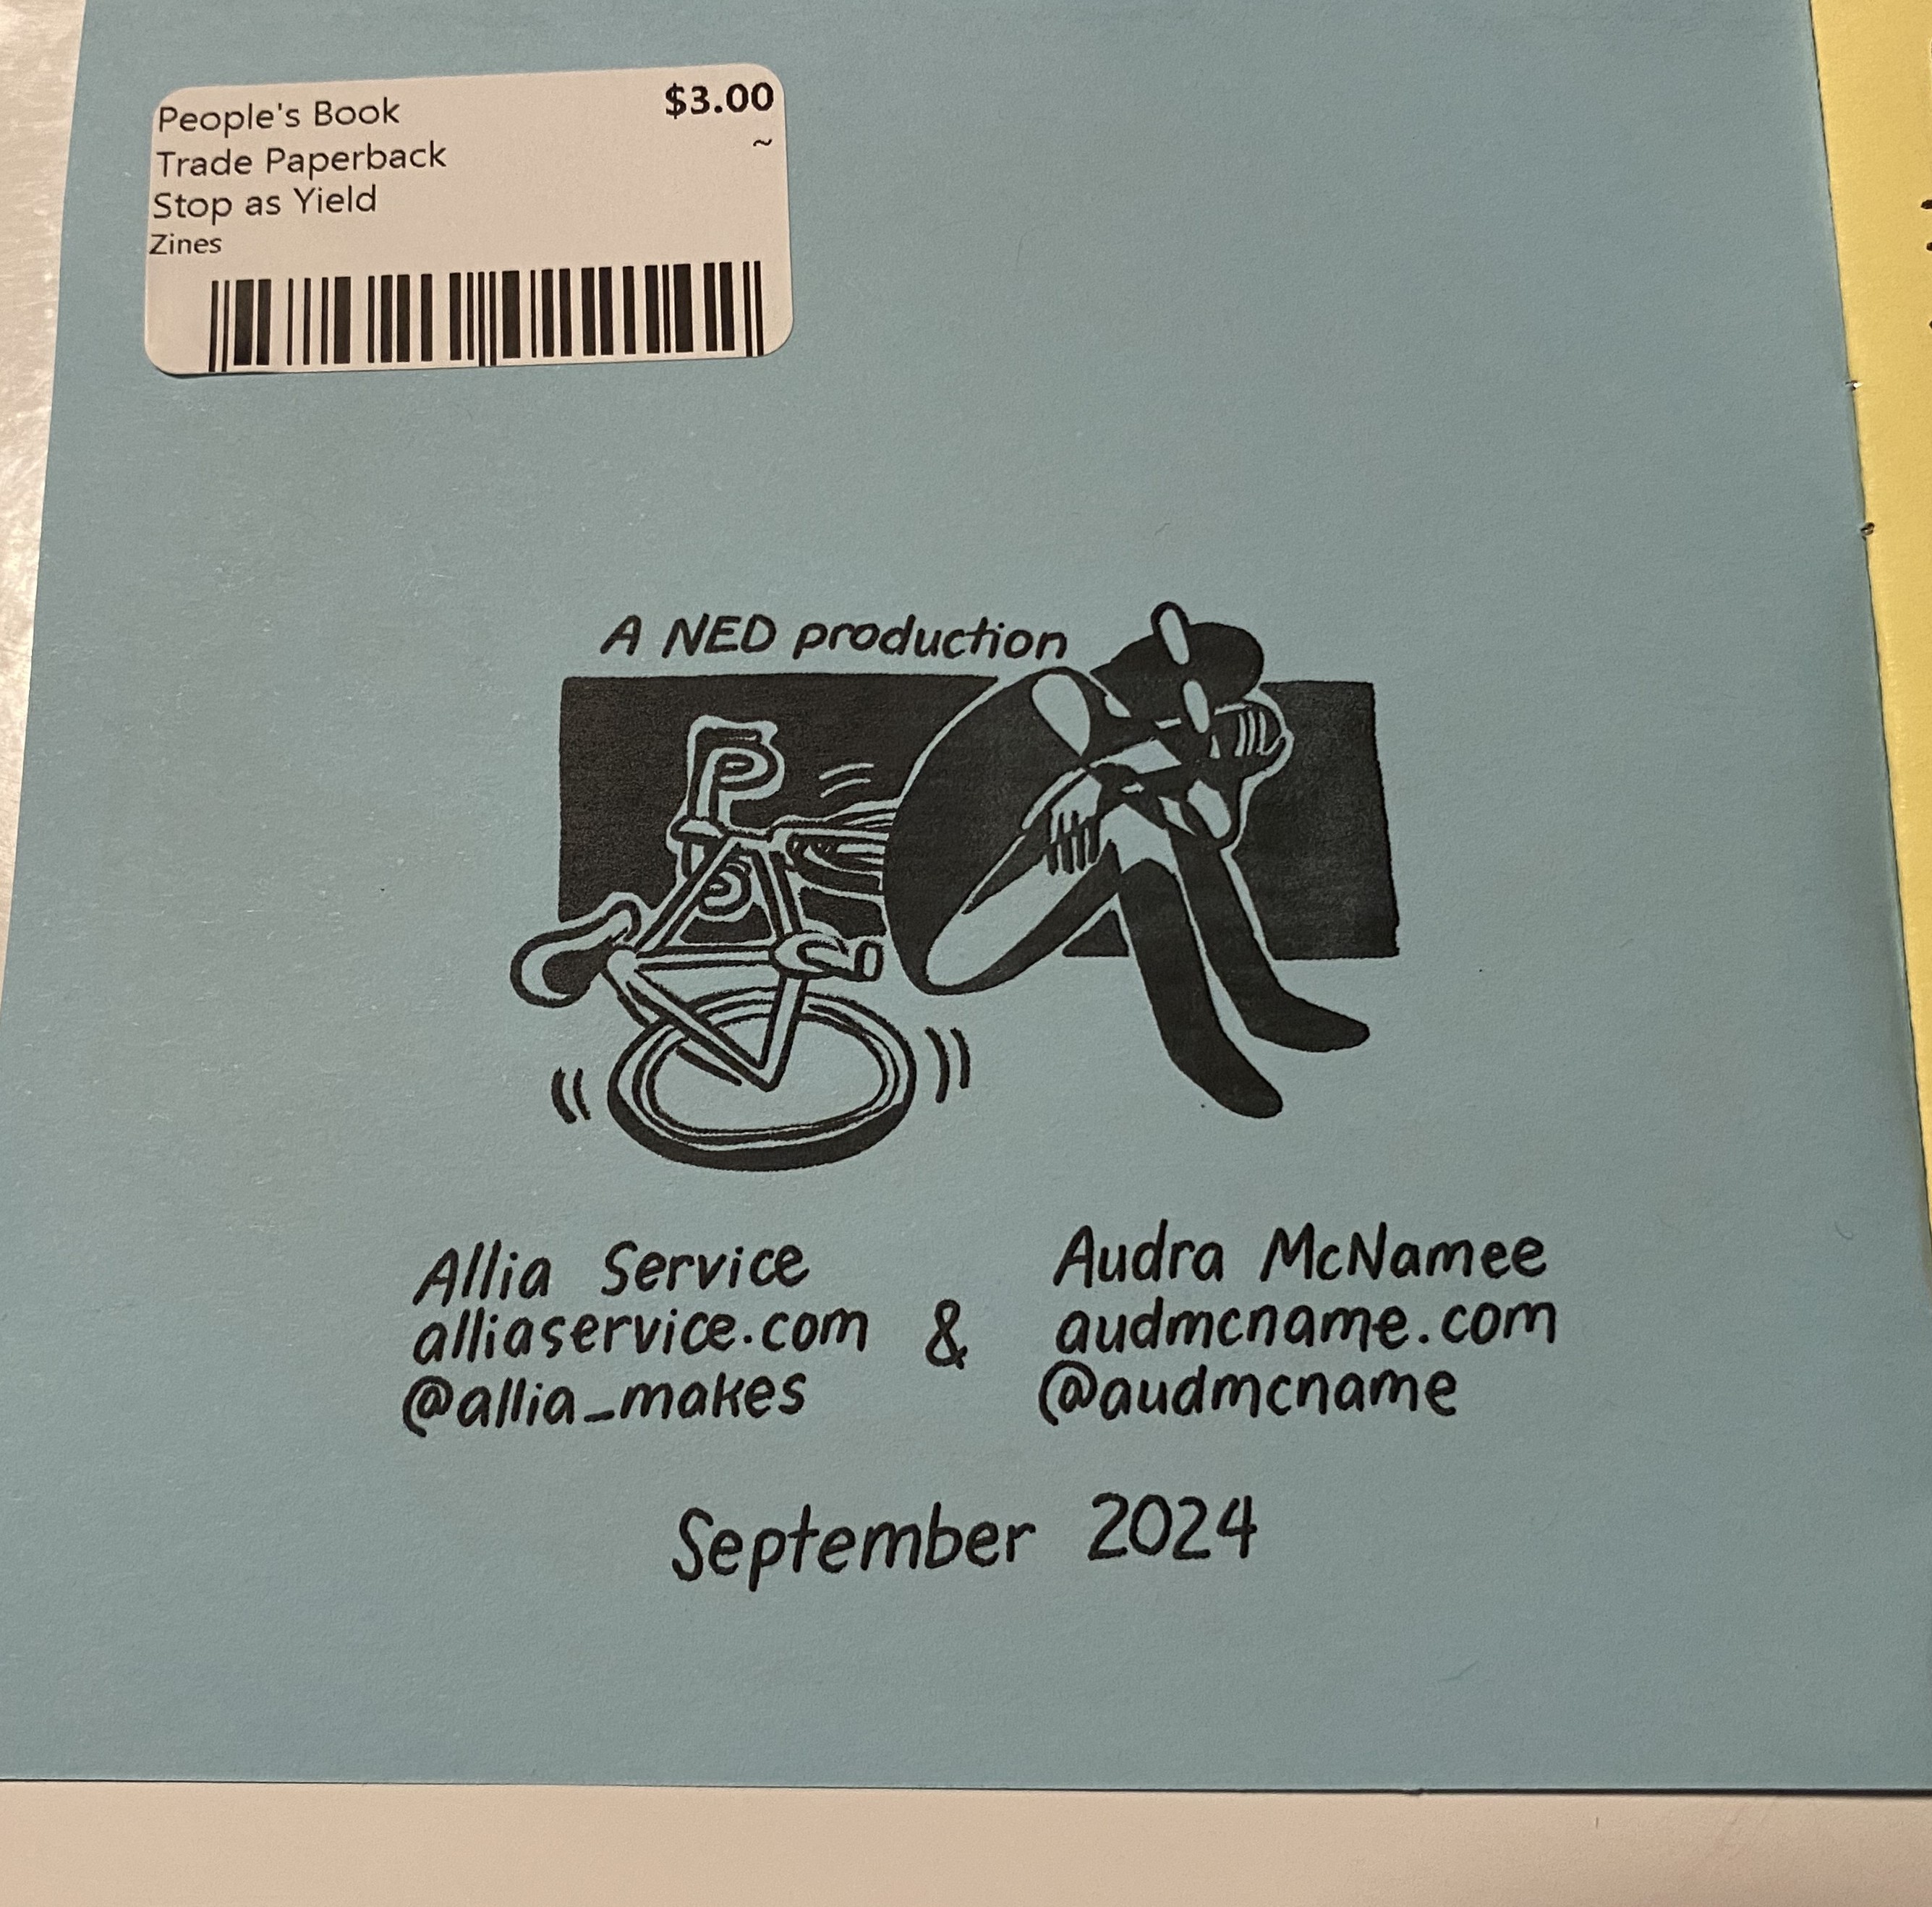 People's Book $3.00
Trade Paperback ~
Stop as Yield
Zines
A NED production
Allia Service
alliaservice.com
@allia_makes
&
Audra McNamee
audmcname.com
@audmcname
September 2024